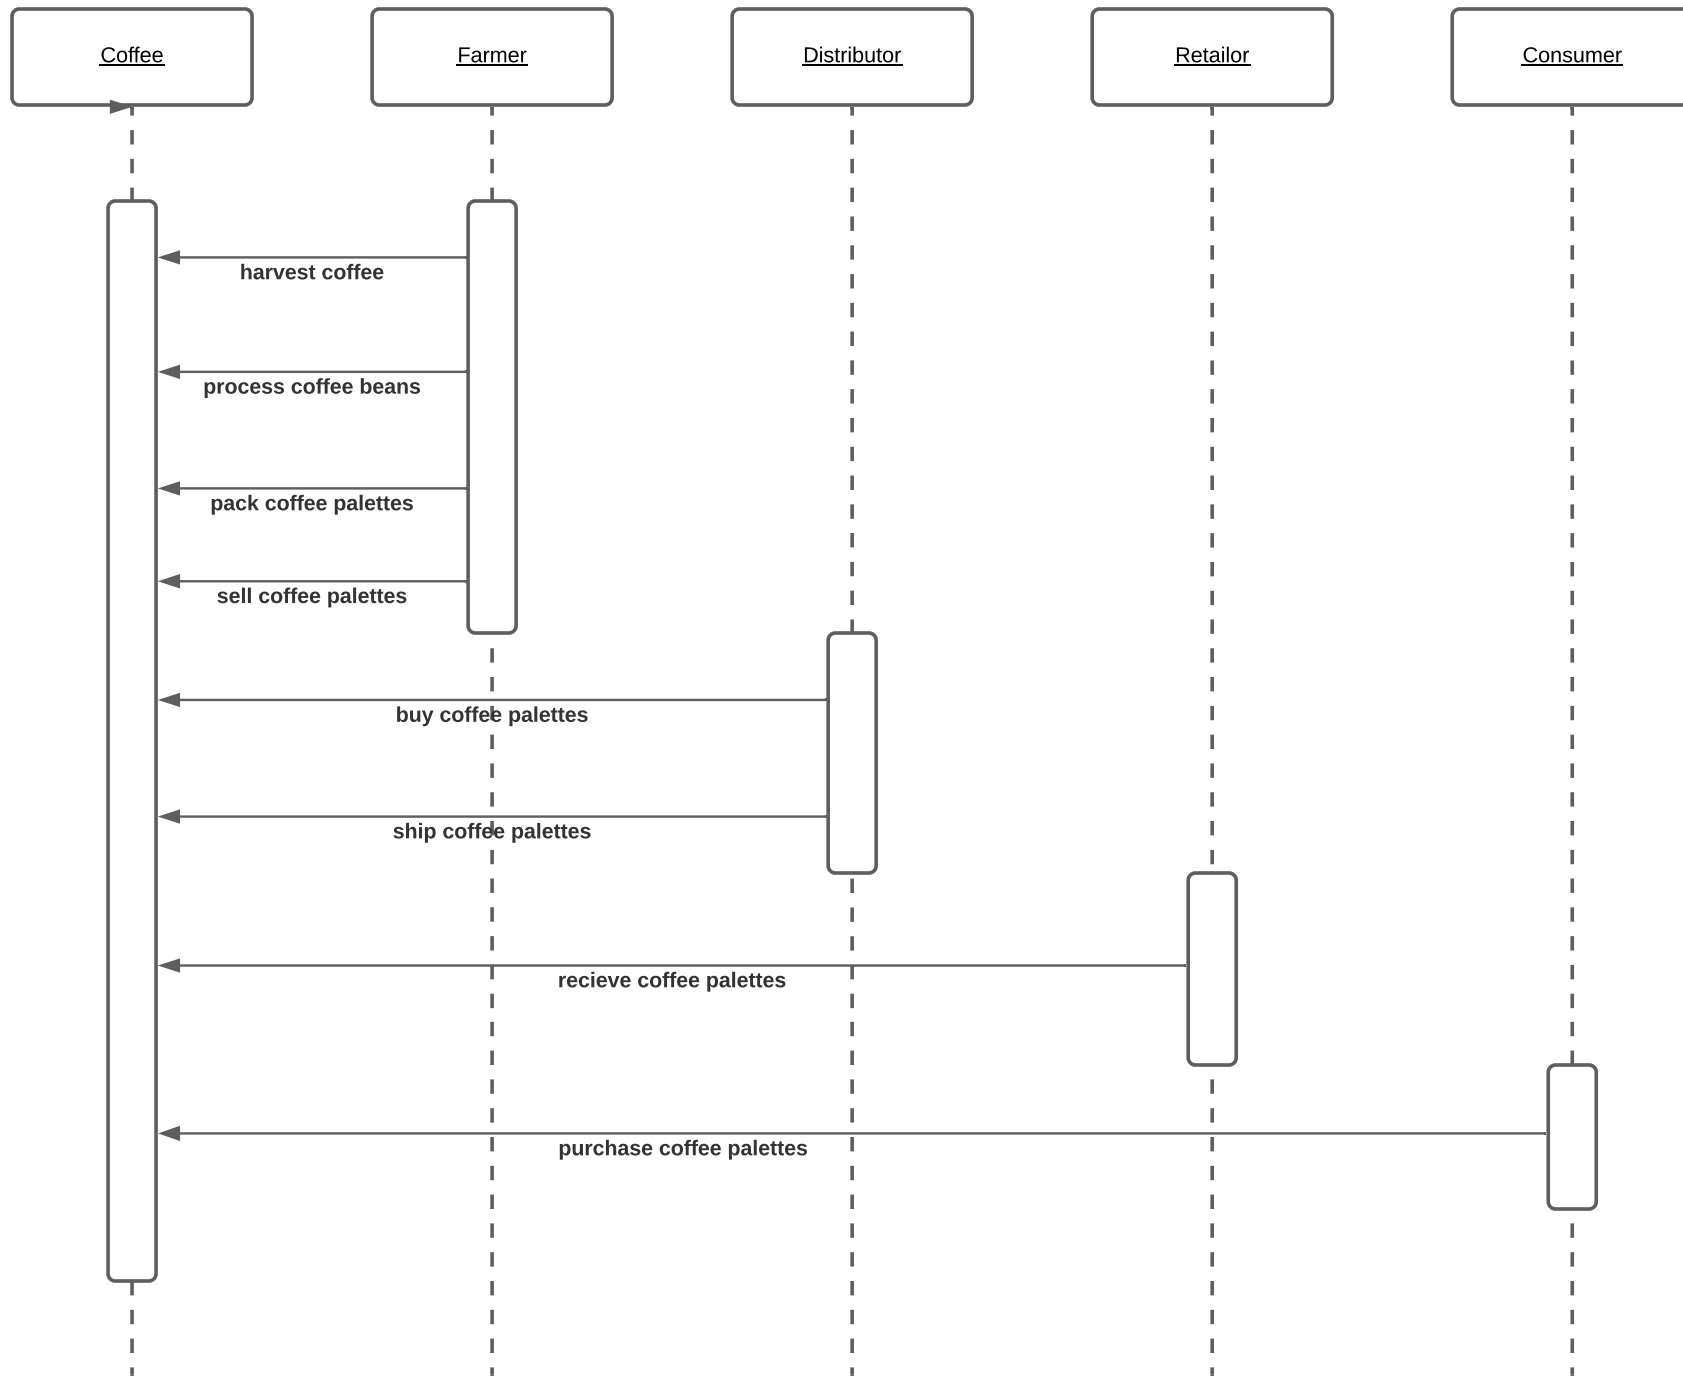 Coffee
Farmer
Distributor
Retailor
Consumer
harvest coffee
process coffee beans
pack coffee palettes
sell coffee palettes
buy coffee palettes
ship coffee palettes
recieve coffee palettes
purchase coffee palettes